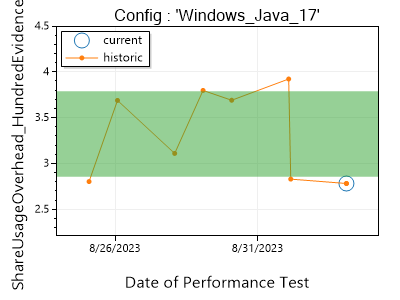 Config : 'Windows_Java_17'
ShareUsageOverhead_HundredEvidence
4.5
4
3.5
3
2.5
current
historic
8/26/2023
8/31/2023
Date of Performance Test